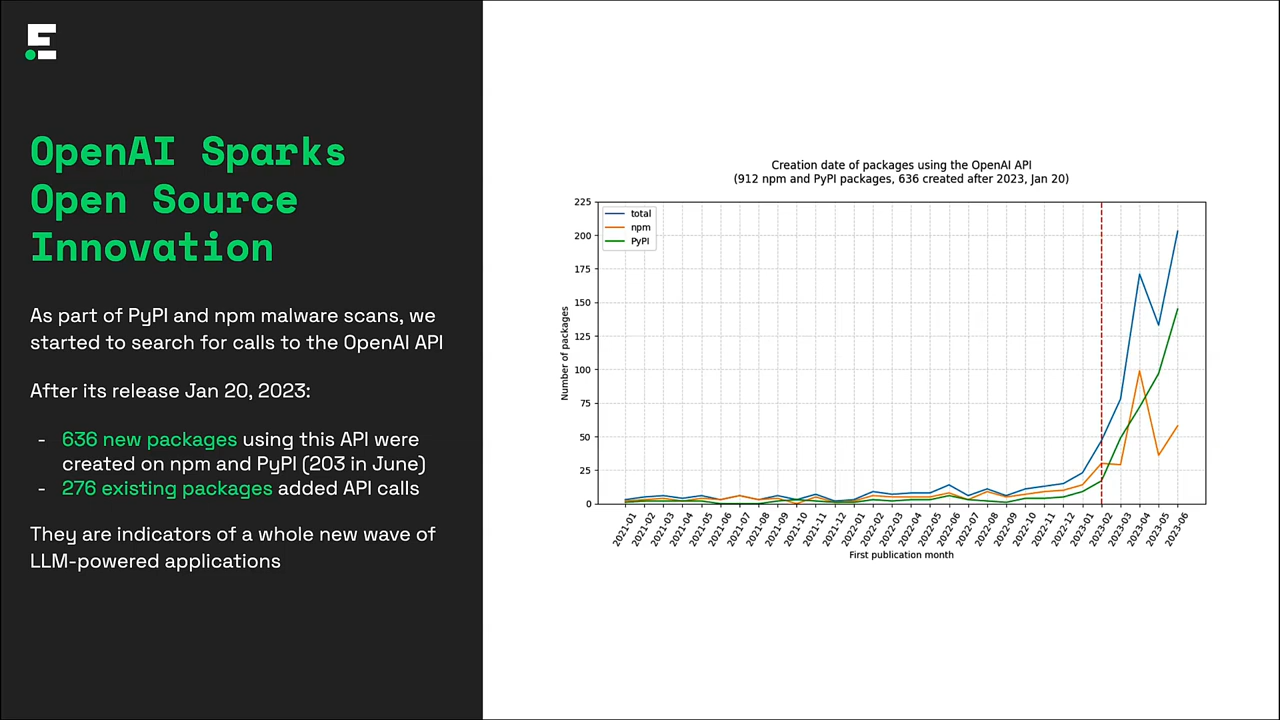 OpenAI Sparks
Open Source
Innovation
As part of PyPI and npm malware scans, we
started to search for calls to the OpenAI API
After its release Jan 20, 2023:
- 636 new packages using this API were
created on npm and PyPI (203 in June)
- 276 existing packages added API calls
They are indicators of a whole new wave of
LLM-powered applications
Creation date of packages using the OpenAI API
(912 npm and PyPI packages, 636 created after 2023, Jan 20)
total
npm
PyPI
Number of packages
225
200
175
150
125
100
75
50
25
0
2021-01
2021-02
2021-03
2021-04
2021-05
2021-06
2021-07
2021-08
2021-09
2021-10
2021-11
2021-12
2022-01
2022-02
2022-03
2022-04
2022-05
2022-06
2022-07
2022-08
2022-09
2022-10
2022-11
2022-12
2023-01
2023-02
2023-03
2023-04
2023-05
2023-06
First publication month